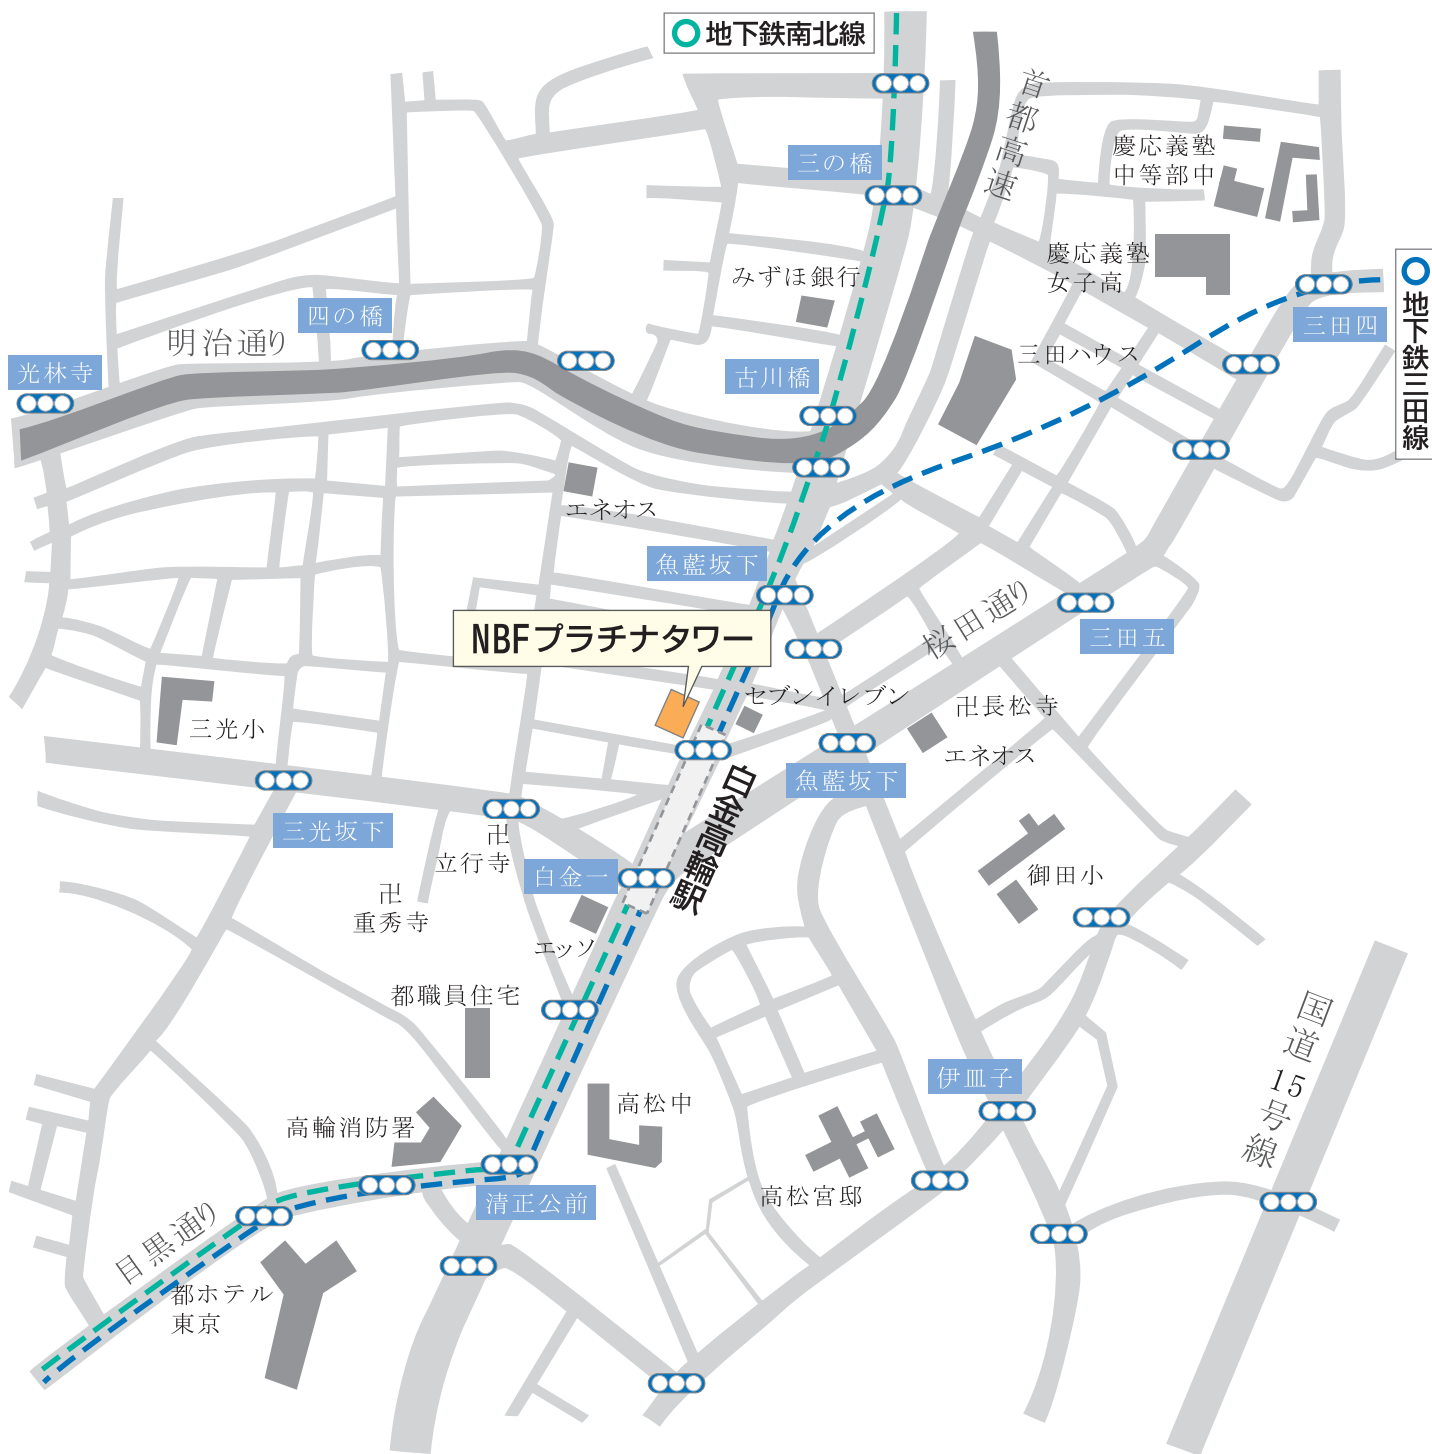 地下鉄南北線
首都高速
慶応義塾
中等部中
三の橋
慶応義塾
女子高
みずほ銀行
地下鉄三田線
四の橋
三田四
明治通り
三田ハウス
光林寺
古川橋
エネオス
魚藍坂下
桜田通り
三田五
NBFプラチナタワー
セブンイレブン
卍長松寺
三光小
エネオス
白金高輪駅
魚藍坂下
三光坂下
卍
立行寺
白金一
御田小
卍
重秀寺
エッソ
都職員住宅
国道15号線
伊皿子
高松中
高輪消防署
高松宮邸
清正公前
目黒通り
都ホテル
東京